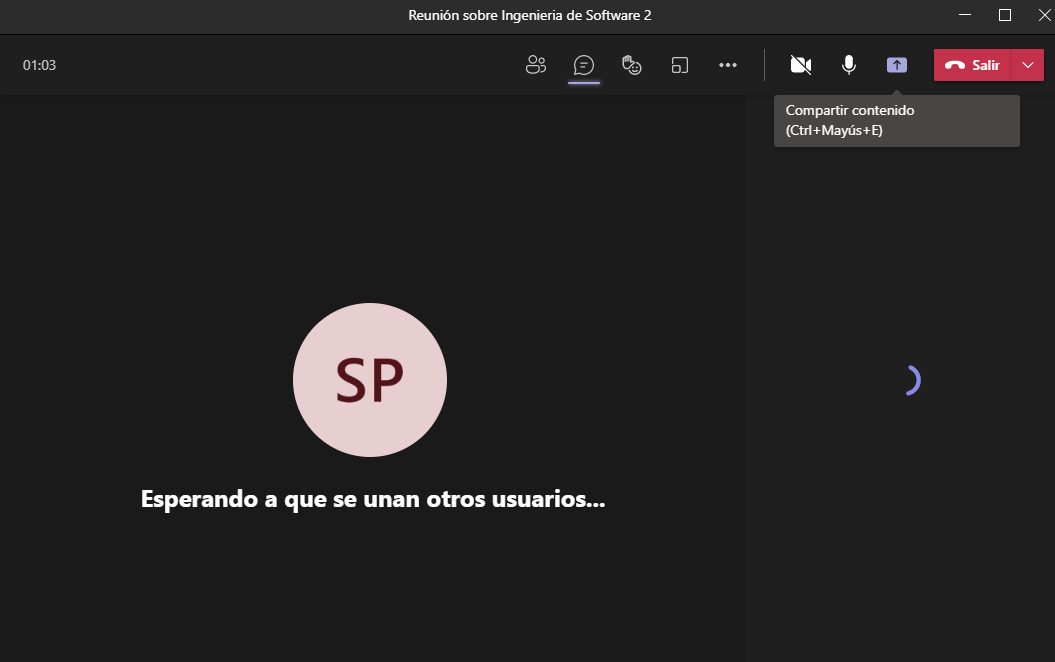 Reunión sobre Ingenieria de Software 2
01:03
Salir
Compartir contenido
(Ctrl+Mayús+E)
SP
Esperando a que se unan otros usuarios...